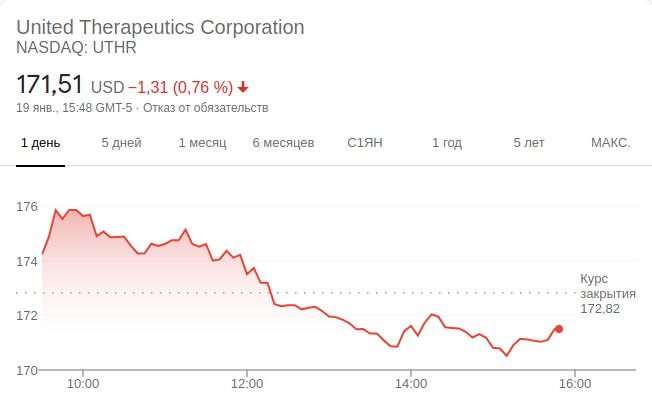 United Therapeutics Corporation
NASDAQ: UTHR
171,51 USD −1,31 (0,76 %)
19 янв., 15:48 GMT-5 · Отказ от обязательств
1 день 5 дней 1 месяц 6 месяцев С1ЯН 1 год 5 лет МАКС.
176
174
Курс
закрытия
172,82
172
170
10:00 12:00 14:00 16:00